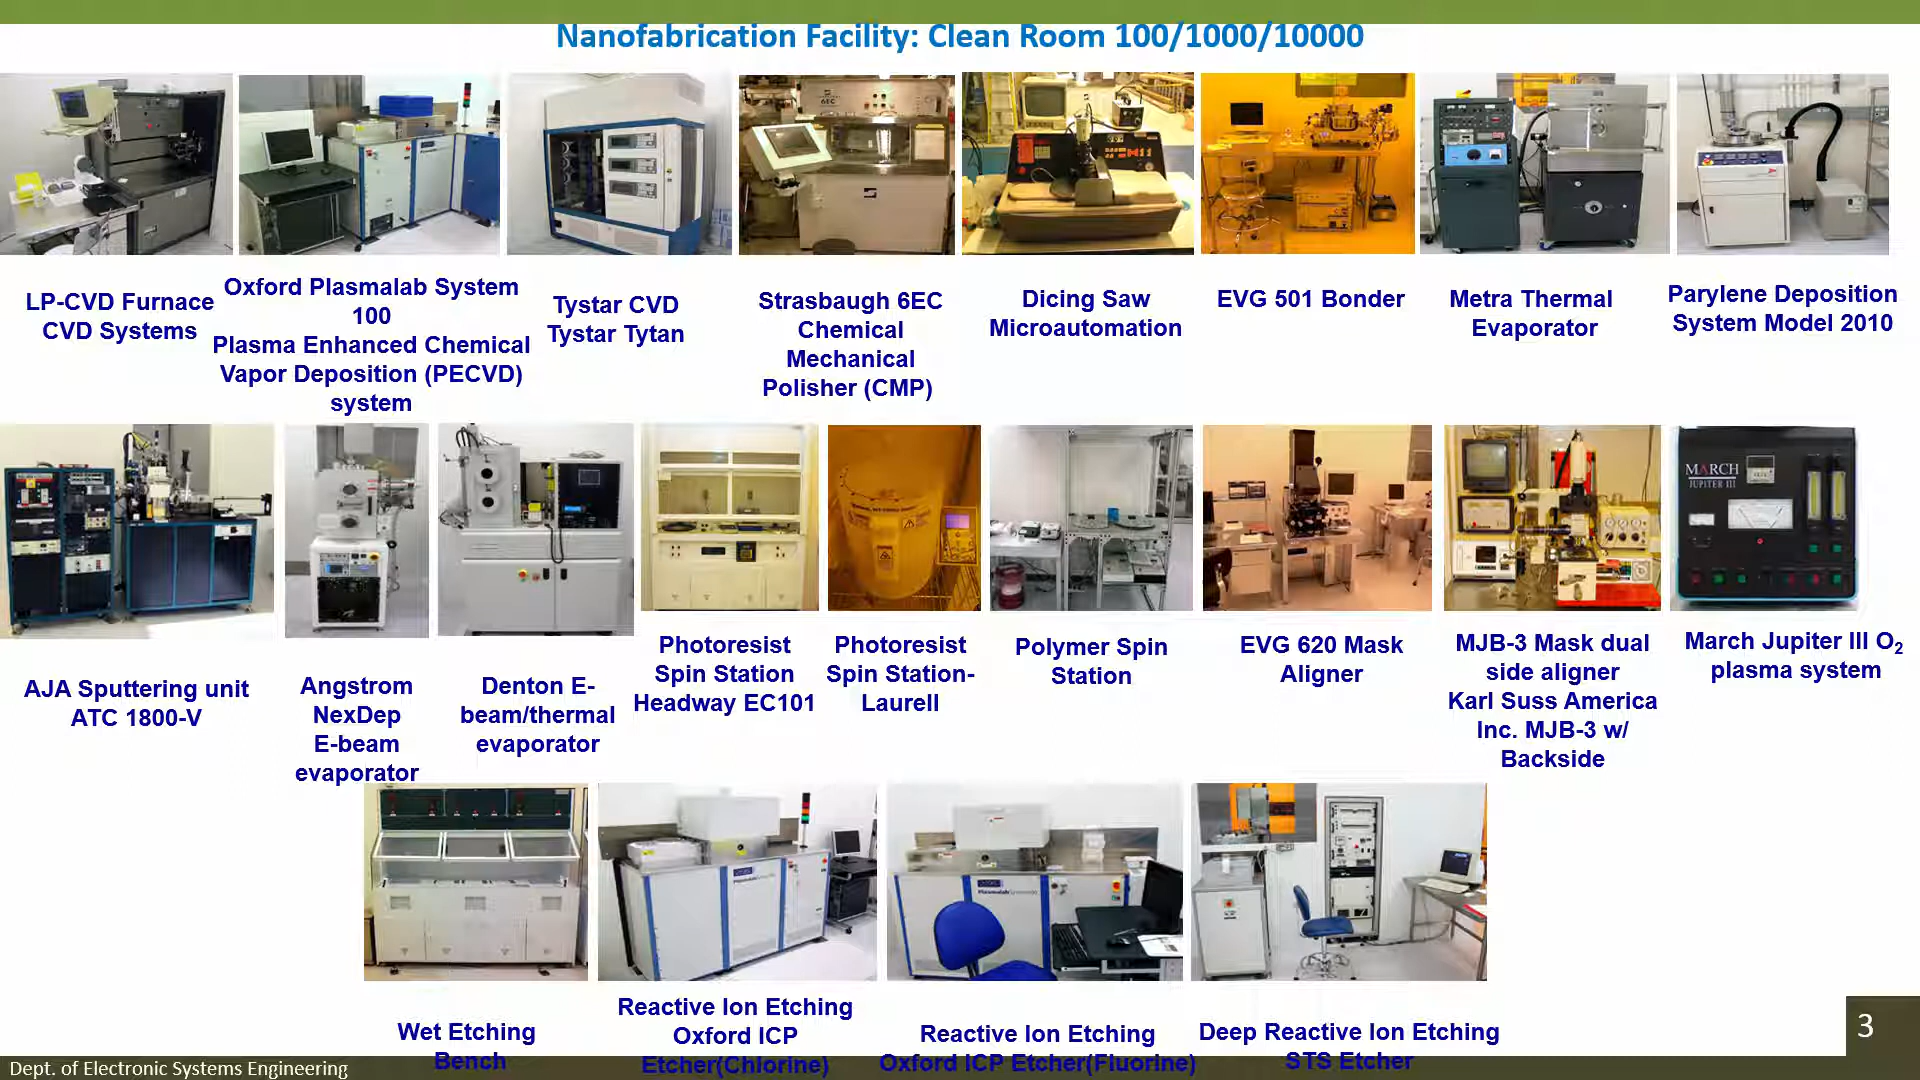 Nanofabrication Facility: Clean Room 100/1000/10000
6EC
LP-CVD Furnace
CVD Systems
Oxford Plasmalab System
100
Plasma Enhanced Chemical
Vapor Deposition (PECVD)
system
Tystar CVD
Tystar Tytan
Strasbaugh 6EC
Chemical
Mechanical
Polisher (CMP)
Dicing Saw
Microautomation
EVG 501 Bonder
Metra Thermal
Evaporator
Parylene Deposition
System Model 2010
MARCH
JUPITER III
AJA Sputtering unit
ATC 1800-V
Angstrom
NexDep
E-beam
evaporator
Denton E-
beam/thermal
evaporator
Photoresist
Spin Station
Headway EC101
Photoresist
Spin Station-
Laurell
Polymer Spin
Station
EVG 620 Mask
Aligner
MJB-3 Mask dual
side aligner
Karl Suss America
Inc. MJB-3 w/
Backside
March Jupiter III O₂
plasma system
Wet Etching
Bench
Reactive Ion Etching
Oxford ICP
Etcher(Chlorine)
Reactive Ion Etching
Oxford ICP Etcher(Fluorine)
Deep Reactive Ion Etching
STS Etcher
3
Dept. of Electronic Systems Engineering